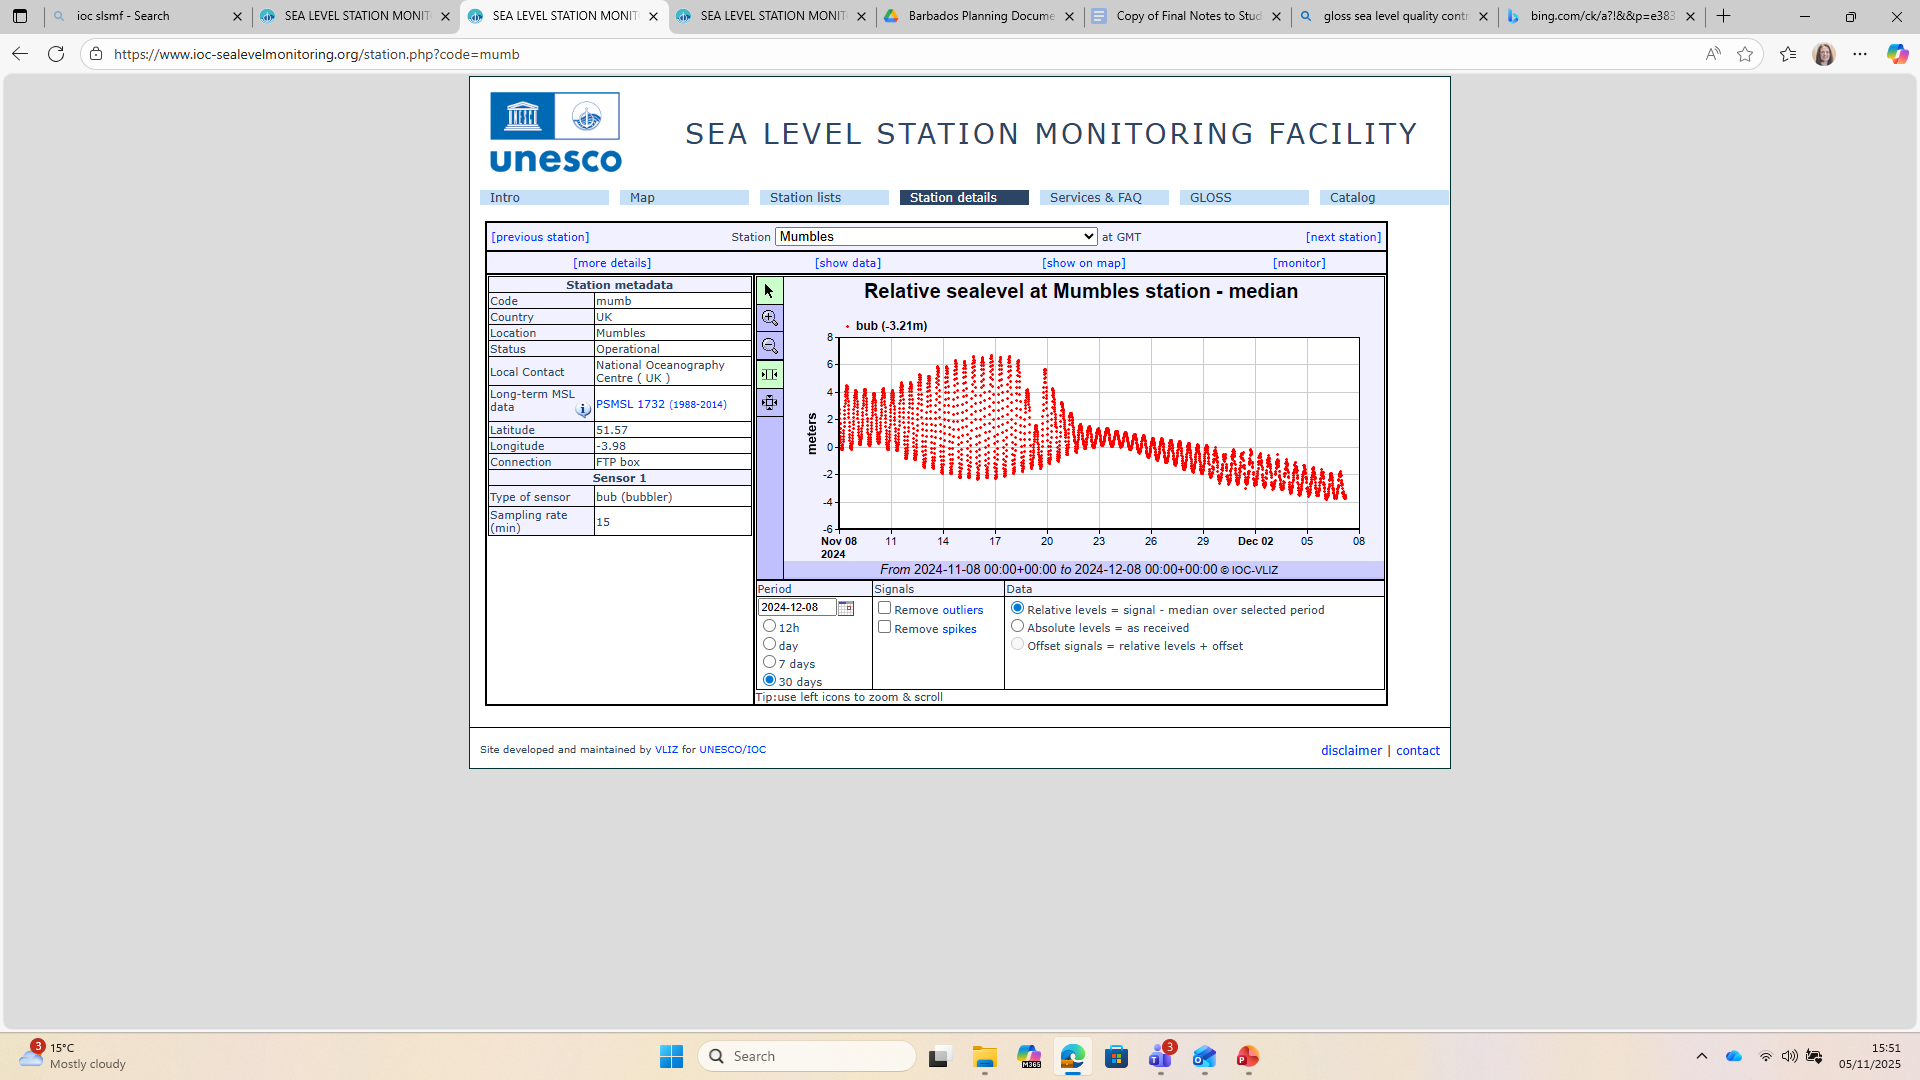 ioc slsmf - Search
SEA LEVEL STATION MONIT
SEA LEVEL STATION MONIT
SEA LEVEL STATION MONIT
Barbados Planning Docume
Copy of Final Notes to Stud
gloss sea level quality contr
bing.com/ck/a?!&&p=e383
https://www.ioc-sealevelmonitoring.org/station.php?code=mumb
unesco
SEA LEVEL STATION MONITORING FACILITY
Intro
Map
Station lists
Station details
Services & FAQ
GLOSS
Catalog
[previous station]
Station Mumbles at GMT
[next station]
[more details]
[show data]
[show on map]
[monitor]
Station metadata
Code mumb
Country UK
Location Mumbles
Status Operational
Local Contact National Oceanography
Centre ( UK )
Long-term MSL
data PSMSL 1732 (1988-2014)
Latitude 51.57
Longitude -3.98
Connection FTP box
Sensor 1
Type of sensor bub (bubbler)
Sampling rate
(min) 15
Relative sealevel at Mumbles station - median
bub (-3.21m)
meters
8
6
4
2
0
-2
-4
-6
Nov 08 11 14 17 20 23 26 29 Dec 02 05 08
2024
From 2024-11-08 00:00+00:00 to 2024-12-08 00:00+00:00 © IOC-VLIZ
Period
2024-12-08
12h
day
7 days
30 days
Signals
Remove outliers
Remove spikes
Data
Relative levels = signal - median over selected period
Absolute levels = as received
Offset signals = relative levels + offset
Tip:use left icons to zoom & scroll
Site developed and maintained by VLIZ for UNESCO/IOC
disclaimer | contact
3
15°C
Mostly cloudy
Search
M365
3
15:51
05/11/2025